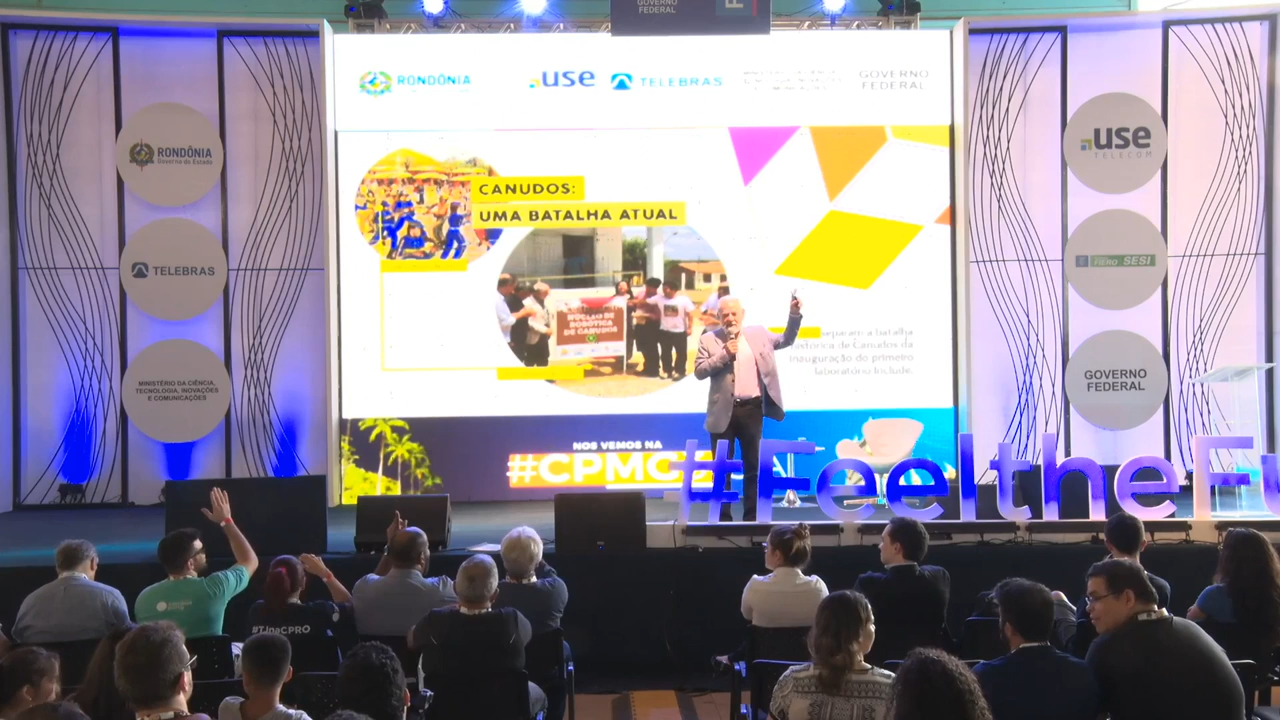 GOVERNO
FEDERAL
RONDÔNIA
.use
TELEBRAS
GOVERNO
FEDERAL
RONDÔNIA
Governo do Estado
TELEBRAS
MINISTÉRIO DA CIÊNCIA,
TECNOLOGIA, INOVAÇÕES
E COMUNICAÇÕES
CANUDOS:
UMA BATALHA ATUAL
NÚCLEO DE
ROBÓTICA
DE CANUDOS
separam a batalha
histórica de Canudos da
inauguração do primeiro
laboratório Include.
NOS VEMOS NA
#CPMC
use
TELECOM
FIERO SESI
GOVERNO
FEDERAL
#FeeltheFu
#TJneCPRO